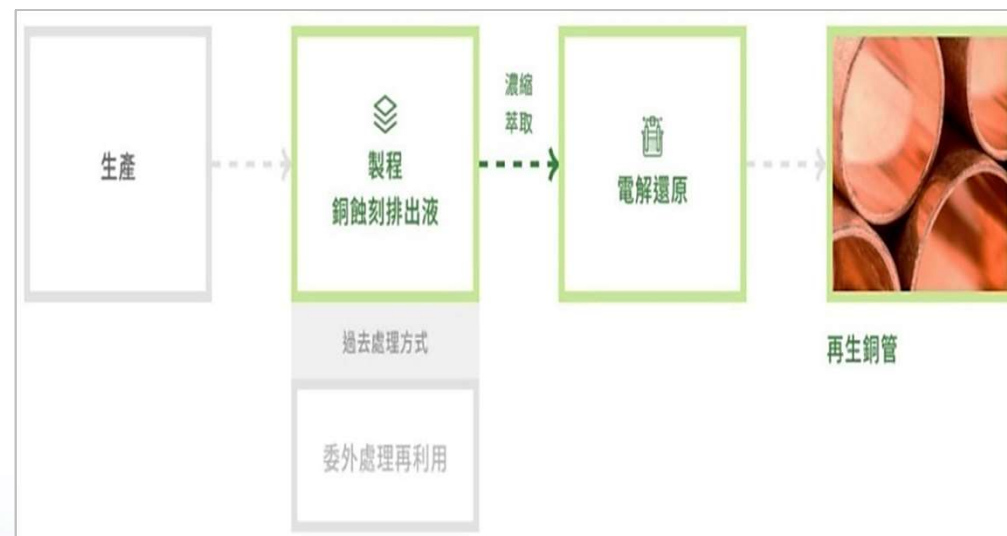 生產
製程
銅蝕刻排出液
濃縮
萃取
電解還原
再生銅管
過去處理方式
委外處理再利用